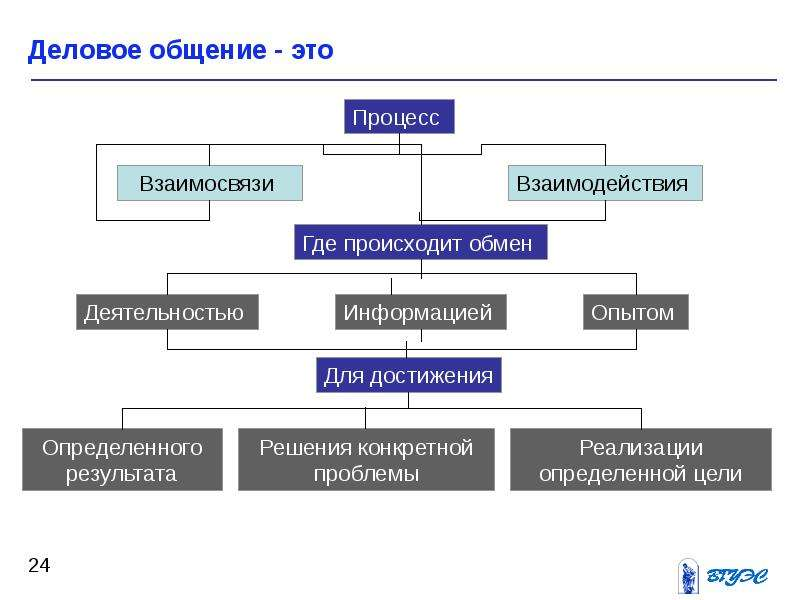 Деловое общение - это
Процесс
Взаимосвязи
Взаимодействия
Где происходит обмен
Деятельностью
Информацией
Опытом
Для достижения
Определенного
результата
Решения конкретной
проблемы
Реализации
определенной цели
24
ВГУЭС